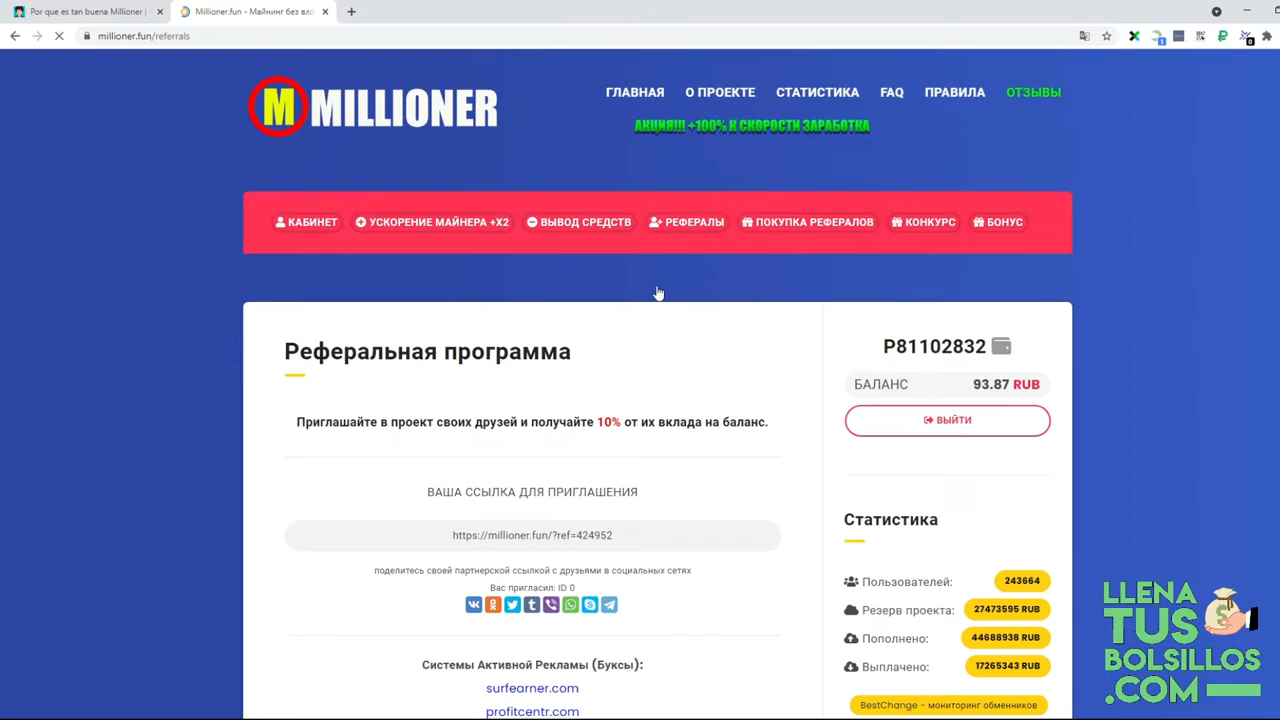 Por que es tan buena Millioner |
Millioner.fun - Майнинг без вло
millioner.fun/referrals
M MILLIONER
ГЛАВНАЯ О ПРОЕКТЕ СТАТИСТИКА FAQ ПРАВИЛА ОТЗЫВЫ
АКЦИЯ!!! +100% К СКОРОСТИ ЗАРАБОТКА
КАБИНЕТ УСКОРЕНИЕ МАЙНЕРА +X2 ВЫВОД СРЕДСТВ РЕФЕРАЛЫ ПОКУПКА РЕФЕРАЛОВ КОНКУРС БОНУС
Реферальная программа
Приглашайте в проект своих друзей и получайте 10% от их вклада на баланс.
ВАША ССЫЛКА ДЛЯ ПРИГЛАШЕНИЯ
https://millioner.fun/?ref=424952
поделитесь своей партнерской ссылкой с друзьями в социальных сетях
Вас пригласил: ID 0
Системы Активной Рекламы (Буксы):
surfearner.com
profitcentr.com
P81102832
БАЛАНС 93.87 RUB
ВЫЙТИ
Статистика
Пользователей: 243664
Резерв проекта: 27473595 RUB
Пополнено: 44688938 RUB
Выплачено: 17265343 RUB
BestChange - мониторинг обменников
LLENA
TUS
BOLSILLOS
.COM